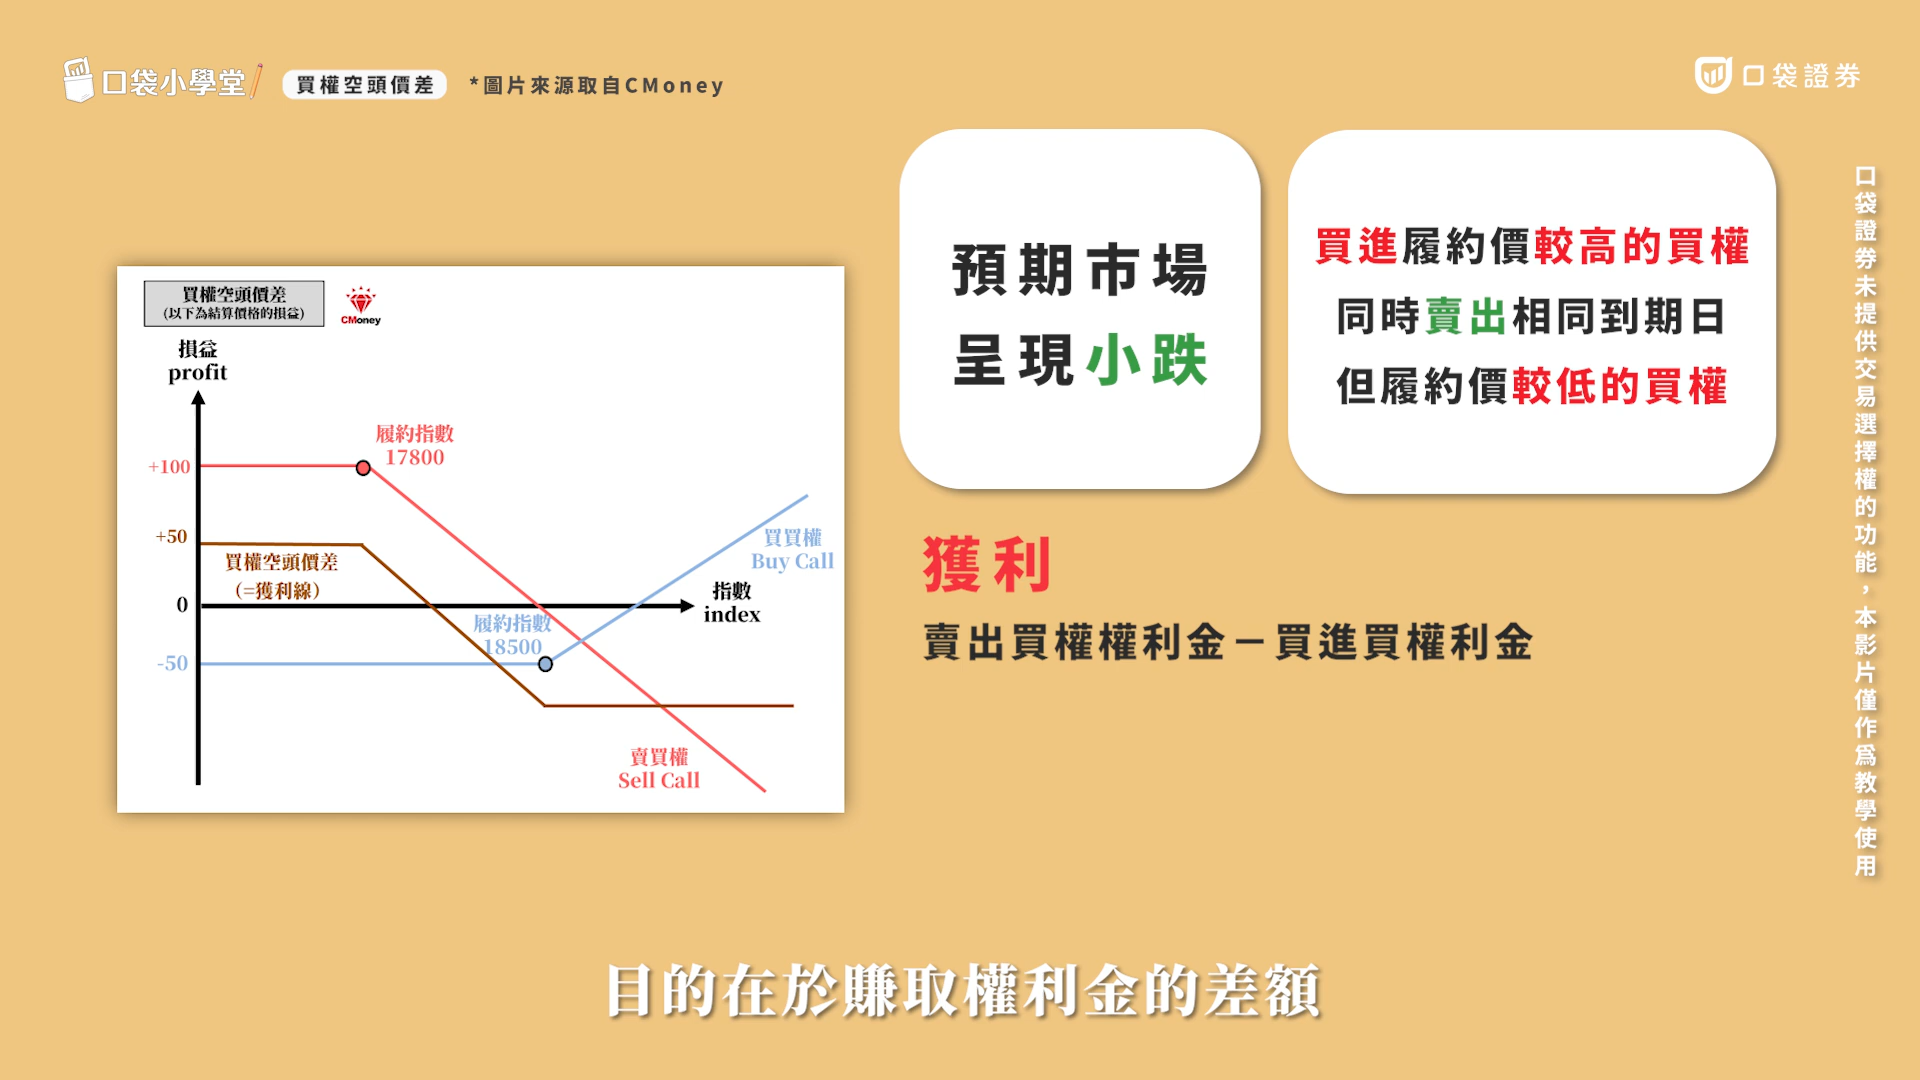 口袋小學堂
買權空頭價差
*圖片來源取自CMoney
口袋證券
買權空頭價差
(以下為結算價格的損益)
CMoney
損益
profit
+100
履約指數
17800
+50
買權空頭價差
(=獲利線)
0
-50
履約指數
18500
買買權
Buy Call
指數
index
賣買權
Sell Call
預期市場
呈現小跌
買進履約價較高的買權
同時賣出相同到期日
但履約價較低的買權
獲利
賣出買權權利金－買進買權利金
口袋證券未提供交易選擇權的功能，本影片僅作為教學使用
目的在於賺取權利金的差額